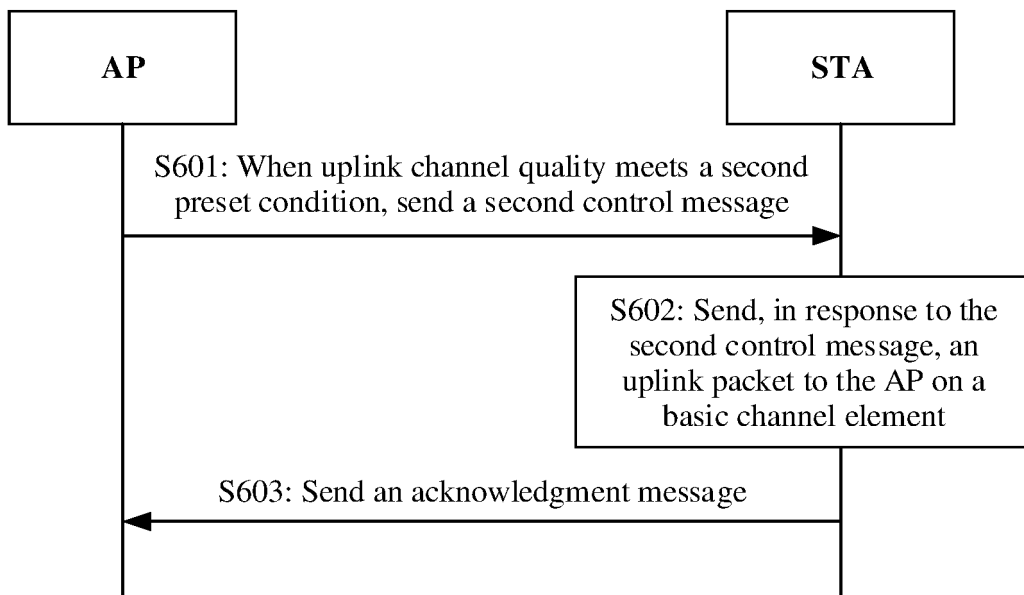 AP
STA
S601: When uplink channel quality meets a second
preset condition, send a second control message
S602: Send, in response to the
second control message, an
uplink packet to the AP on a
basic channel element
S603: Send an acknowledgment message